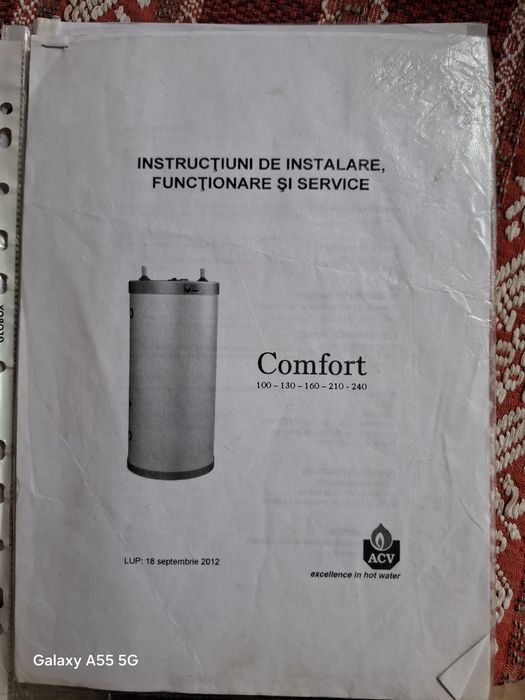 INSTRUCŢIUNI DE INSTALARE,
FUNCŢIONARE ŞI SERVICE
Comfort
100 – 130 – 160 – 210 - 240
LUP: 18 septembrie 2012
ACV
excellence in hot water
GLOBOX
Galaxy A55 5G